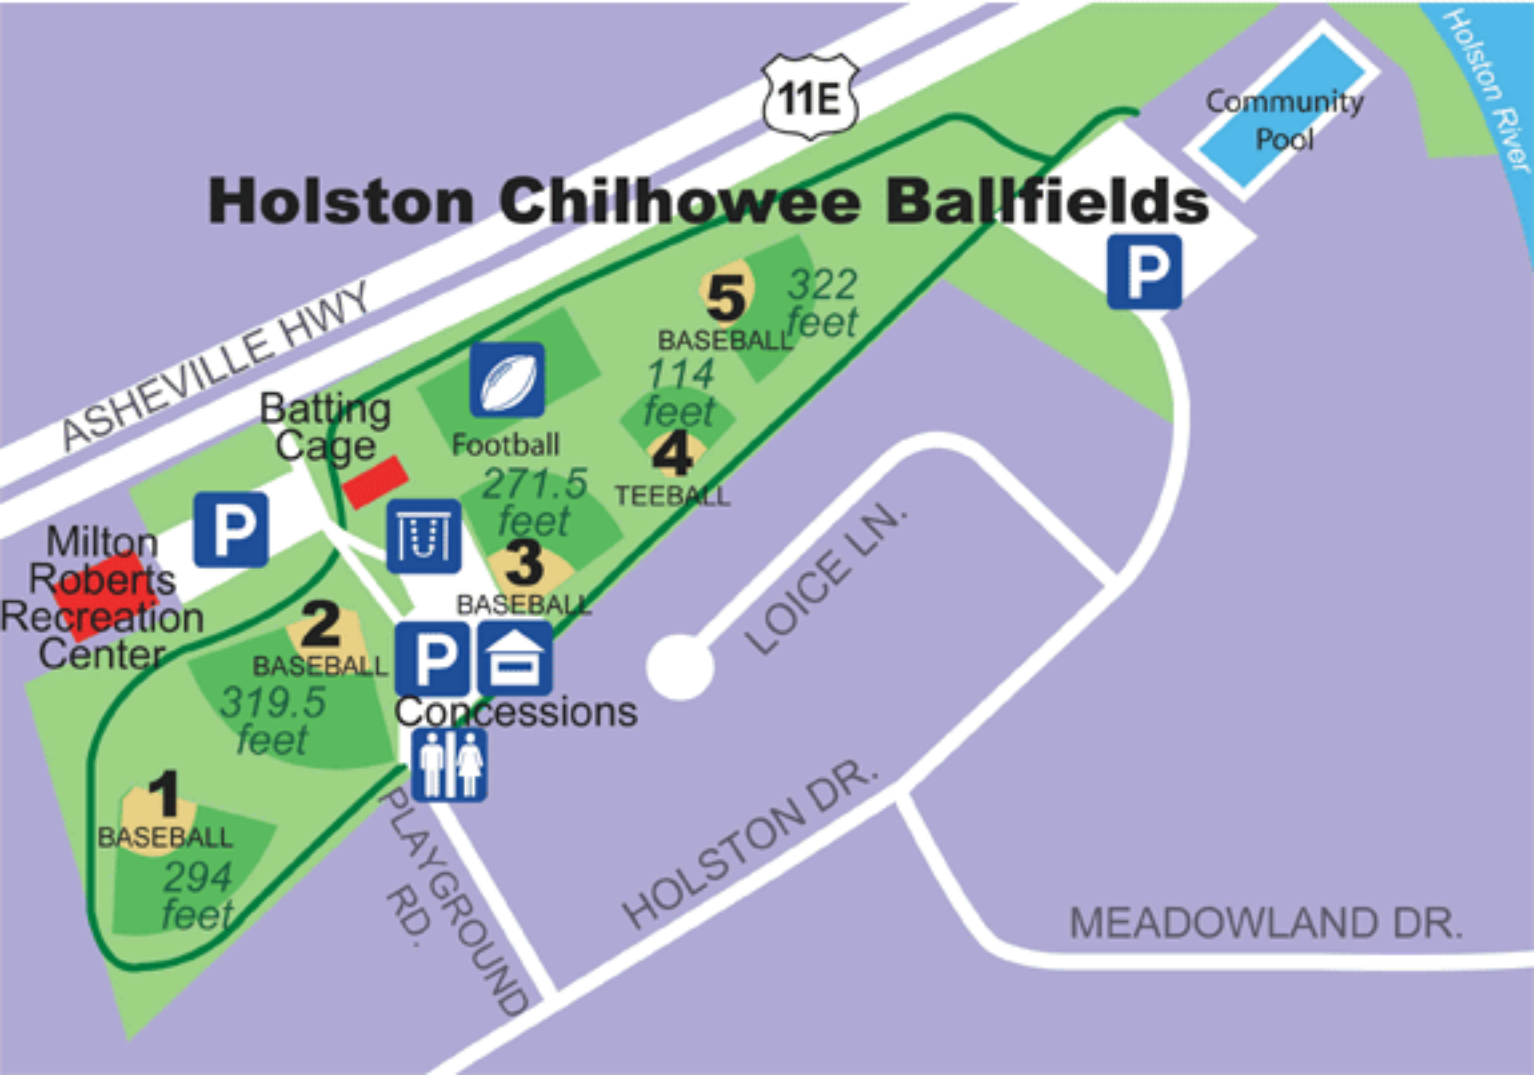 Holston River
11E
Community
Pool
Holston Chilhowee Ballfields
P
ASHEVILLE HWY
5
322
feet
BASEBALL
114
feet
4
TEEBALL
Batting
Cage
Football
271.5
feet
3
BASEBALL
P
Milton
Roberts
Recreation
Center
2
BASEBALL
319.5
feet
P
Concessions
1
BASEBALL
294
feet
LOICE LN.
PLAYGROUND
RD.
HOLSTON DR.
MEADOWLAND DR.